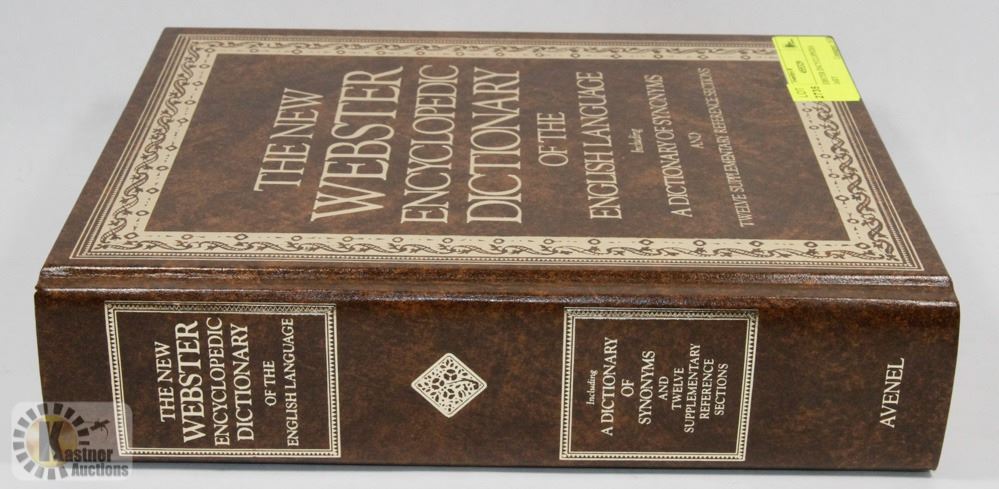 THE NEW
WEBSTER
ENCYCLOPEDIC
DICTIONARY
OF THE
ENGLISH LANGUAGE
Including
A DICTIONARY OF SYNONYMS
AND
TWELVE SUPPLEMENTARY REFERENCE SECTIONS
LOT
2735
THE NEW
WEBSTER
ENCYCLOPEDIC
DICTIONARY
OF THE
ENGLISH LANGUAGE
Including
A DICTIONARY
OF
SYNONYMS
AND
TWELVE
SUPPLEMENTARY
REFERENCE
SECTIONS
AVENEL
Kastner
Auctions